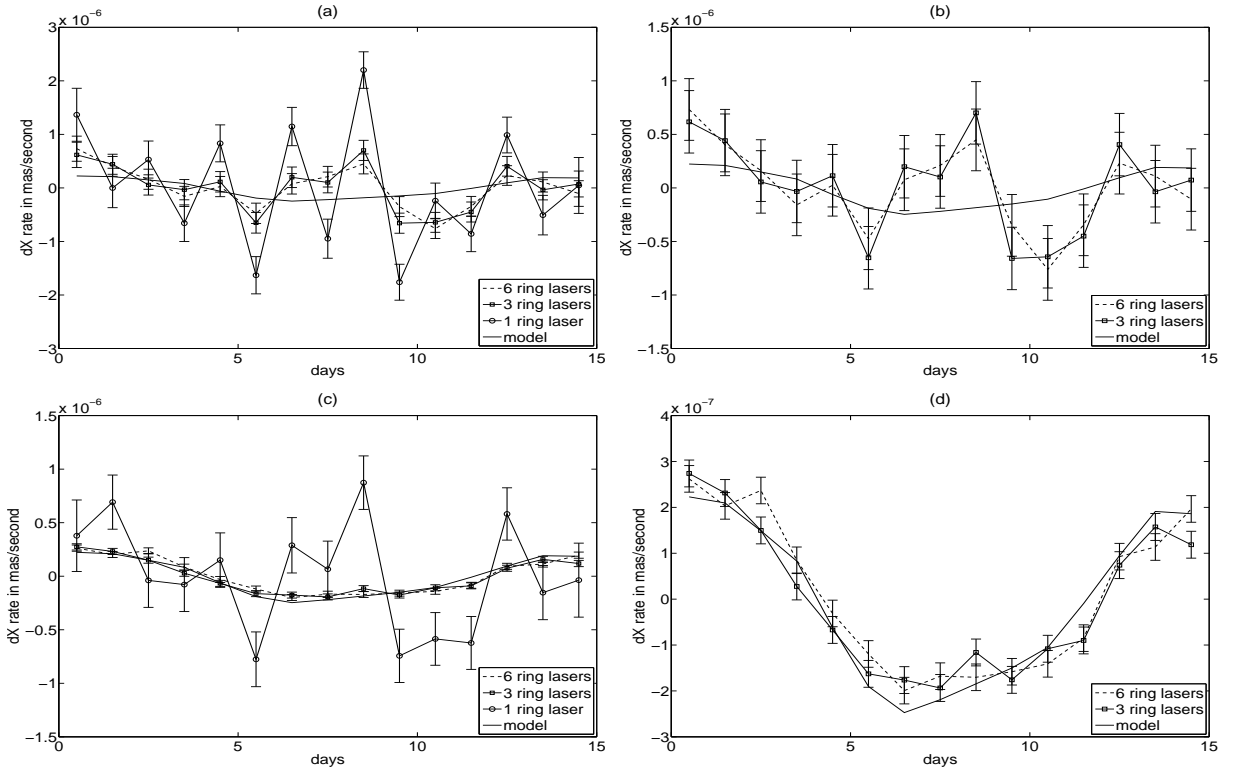 (a)
x 10−6
dX rate in mas/second
3
2
1
0
−1
−2
−3
0 5 10 15
days
6 ring lasers
3 ring lasers
1 ring laser
model
(b)
x 10−6
dX rate in mas/second
1.5
1
0.5
0
−0.5
−1
−1.5
0 5 10 15
days
6 ring lasers
3 ring lasers
(c)
x 10−6
dX rate in mas/second
1.5
1
0.5
0
−0.5
−1
−1.5
0 5 10 15
days
6 ring lasers
3 ring lasers
1 ring laser
model
(d)
x 10−7
dX rate in mas/second
4
3
2
1
0
−1
−2
−3
0 5 10 15
days
6 ring lasers
3 ring lasers
model